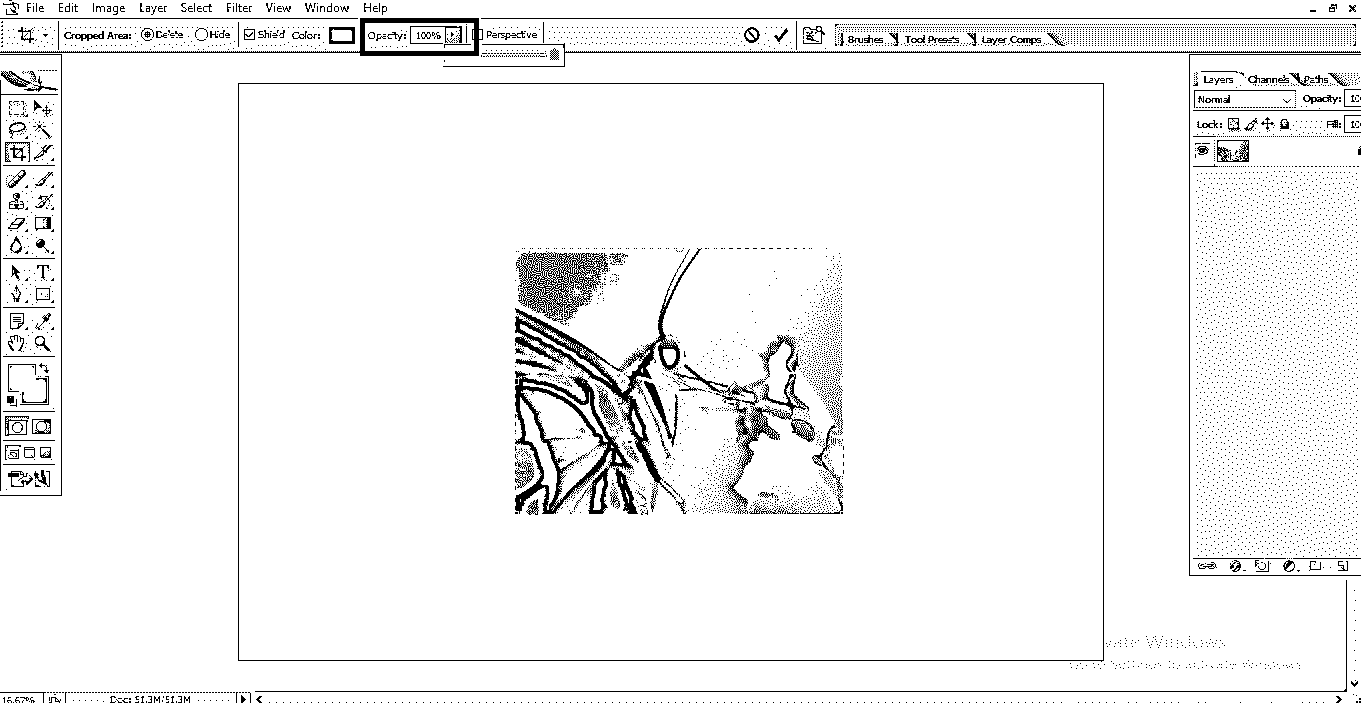 File Edit Image Layer Select Filter View Window Help
Cropped Area: Delete Hide Shield Color: Opacity: 100% Perspective Brushes Tool Presets Layer Comps
Layers Channels Paths
Normal Opacity: 10
Lock: Fill: 10
T
vate Windows
16.67% Doc: 51.3M/51.3M